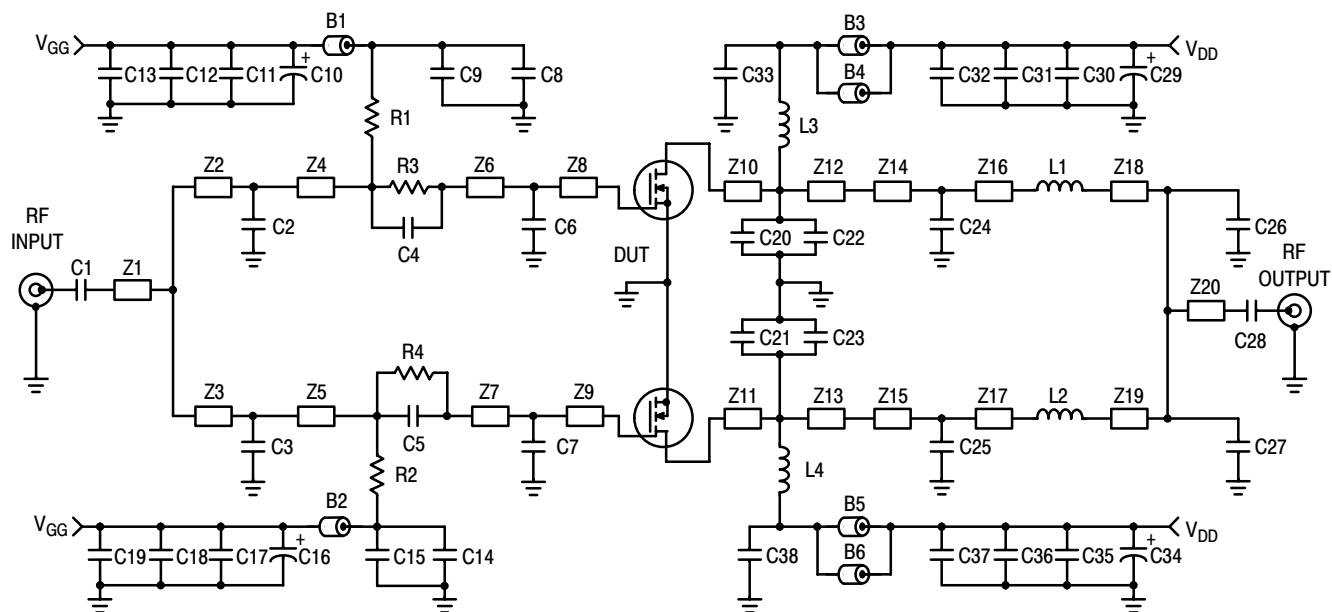 B1
B3
V_GG
V_DD
C13
C12
C11
+
C10
C9
C8
C33
B4
C32
C31
C30
+
C29
R1
L3
Z2
Z4
R3
Z6
Z8
Z10
Z12
Z14
Z16
L1
Z18
RF
INPUT
C2
C4
C6
DUT
C20
C22
C24
C26
RF
OUTPUT
C1
Z1
Z20
C28
C21
C23
R4
Z3
Z5
Z7
Z9
Z11
Z13
Z15
Z17
L2
Z19
C3
C5
C7
C25
C27
R2
L4
B2
B5
V_GG
V_DD
C19
C18
C17
+
C16
C15
C14
C38
B6
C37
C36
C35
+
C34